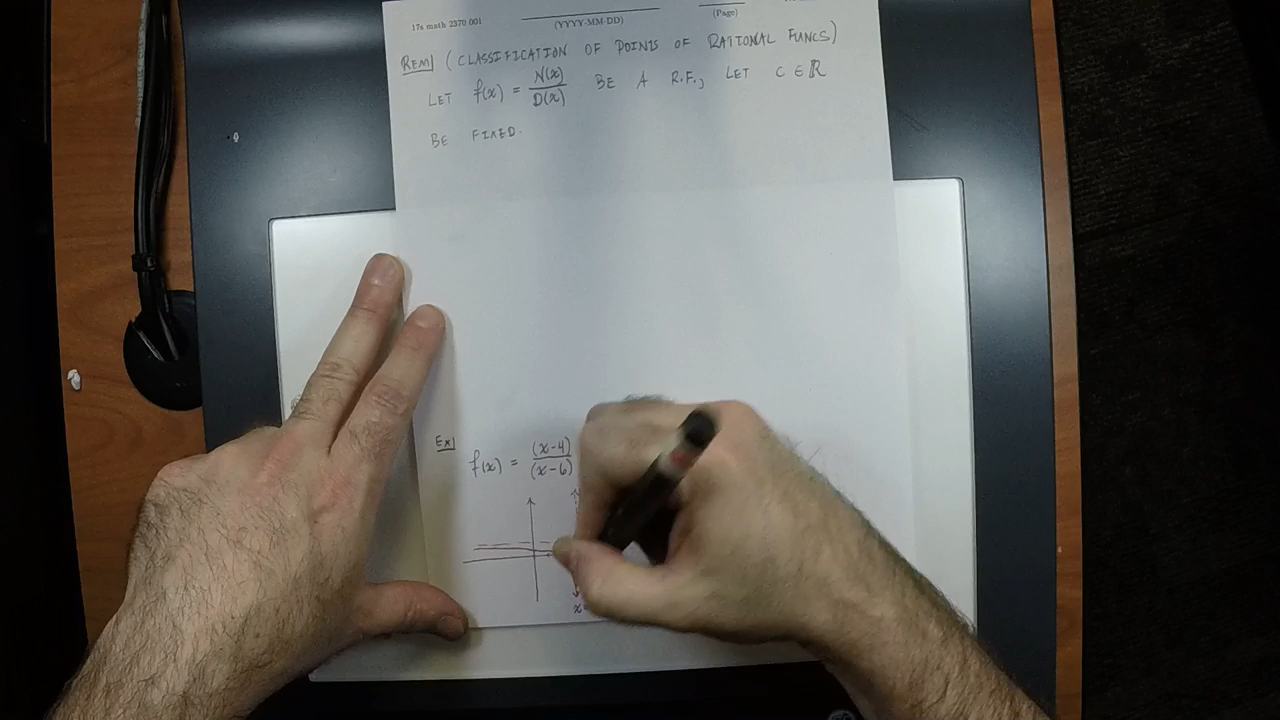 17s math 2370 001
(YYYY-MM-DD)
(Page)
REM (CLASSIFICATION OF POINTS OF RATIONAL FUNCS)
LET f(x) = N(x)/D(x) BE A R.F., LET C ∈ ℝ
BE FIXED.
Ex f(x) = (x-4)/(x-6)
x